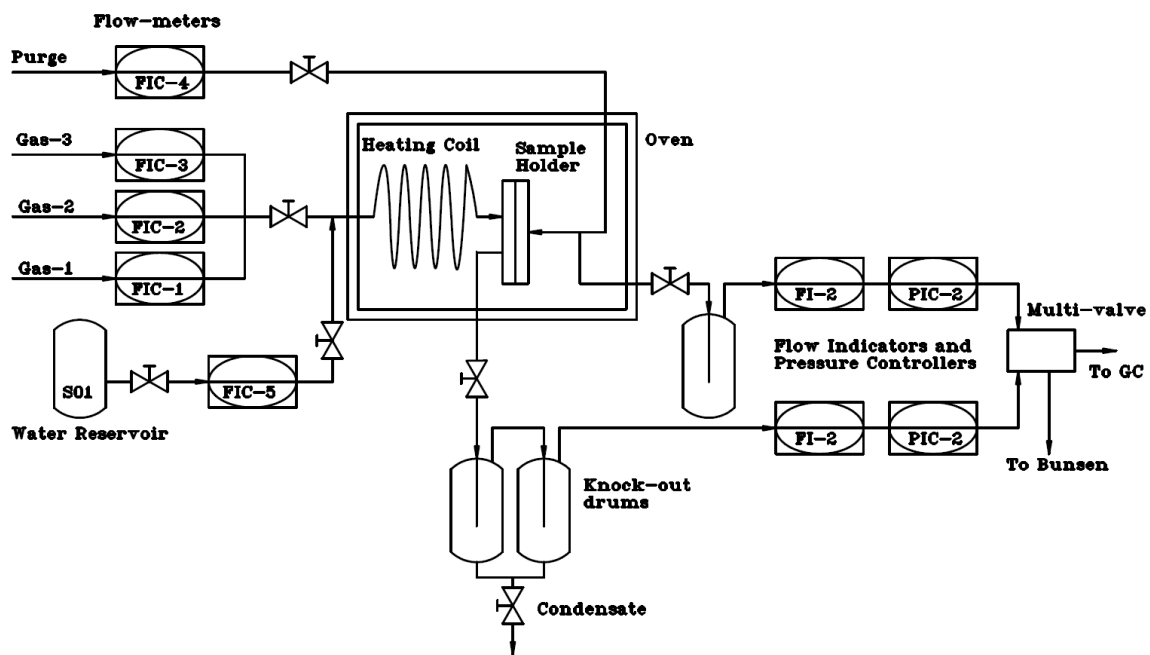 Flow-meters
Purge
FIC-4
Gas-3
FIC-3
Gas-2
FIC-2
Gas-1
FIC-1
Heating Coil
Sample
Holder
Oven
S01
FIC-5
Water Reservoir
FI-2
PIC-2
Multi-valve
Flow Indicators and
Pressure Controllers
To GC
FI-2
PIC-2
To Bunsen
Knock-out
drums
Condensate